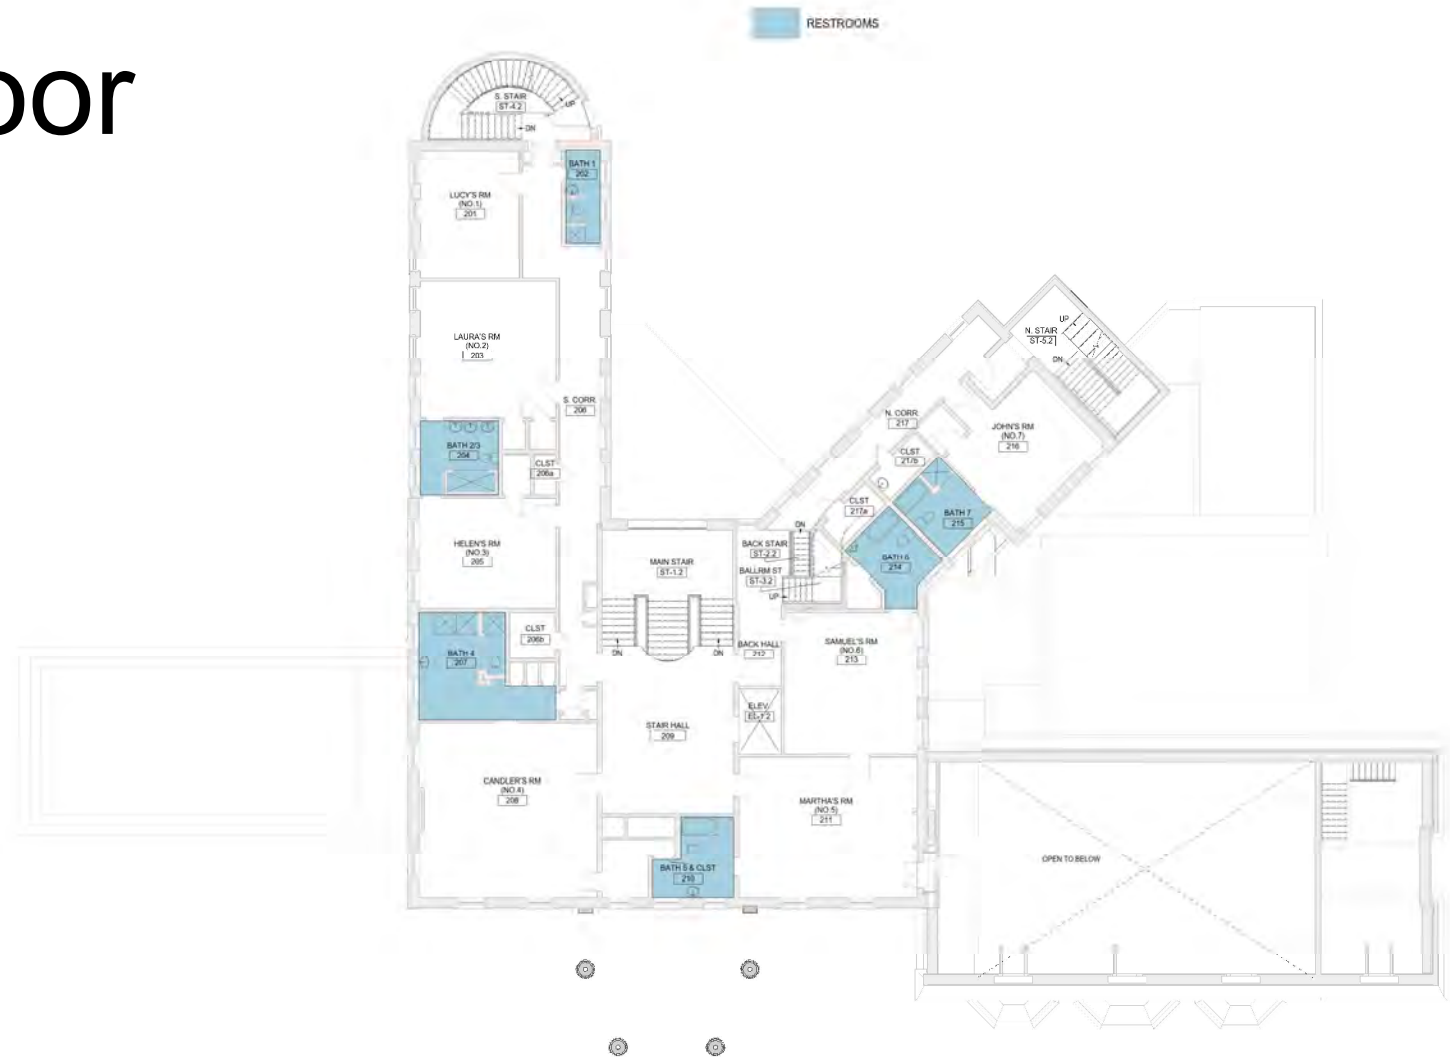 RESTROOMS
oor
S. STAIR
ST-4.2
UP
DN
BATH 1
202
LUCY'S RM
(NO.1)
201
LAURA'S RM
(NO.2)
203
S. CORR.
206
BATH 2/3
204
CLST
206a
HELEN'S RM
(NO.3)
205
CLST
206b
BATH 4
207
CANDLER'S RM
(NO.4)
208
MAIN STAIR
ST-1.2
DN
DN
STAIR HALL
209
BATH 5 & CLST
210
BACK STAIR
ST-2.2
DN
BALLRM ST
ST-3.2
UP
BACK HALL
212
ELEV.
EL-1.2
SAMUEL'S RM
(NO.6)
213
MARTHA'S RM
(NO.5)
211
N. STAIR
ST-5.2
UP
DN
N. CORR.
217
JOHN'S RM
(NO.7)
216
CLST
217b
CLST
217a
BATH 7
215
BATH 6
214
OPEN TO BELOW